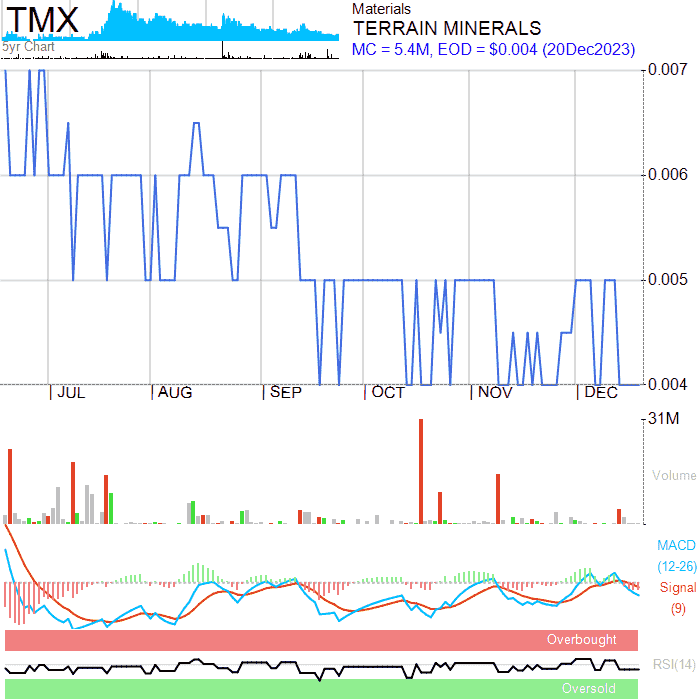 TMX
5yr Chart
Materials
TERRAIN MINERALS
MC = 5.4M, EOD = $0.004 (20Dec2023)
0.007
0.006
0.005
0.004
JUL
AUG
SEP
OCT
NOV
DEC
31M
Volume
MACD
(12-26)
Signal
(9)
Overbought
RSI(14)
Oversold